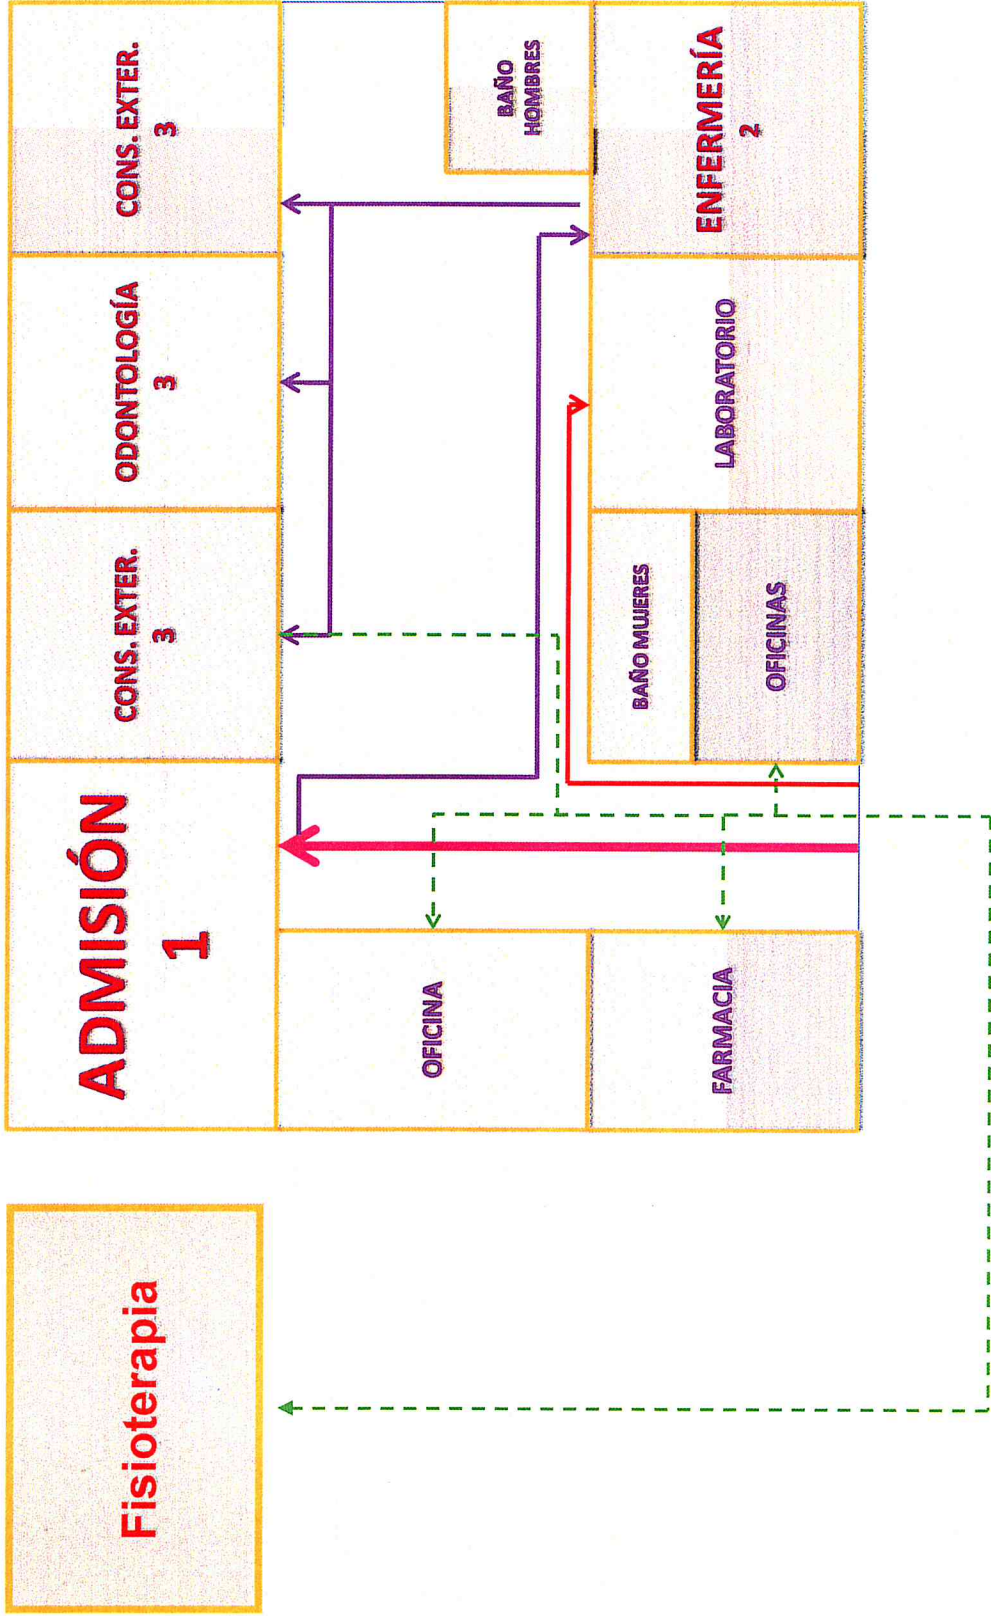 Fisioterapia
ADMISIÓN
1
CONS. EXTER.
3
ODONTOLOGÍA
3
CONS. EXTER.
3
OFICINA
BAÑO
HOMBRES
FARMACIA
BAÑO MUJERES
OFICINAS
LABORATORIO
ENFERMERÍA
2